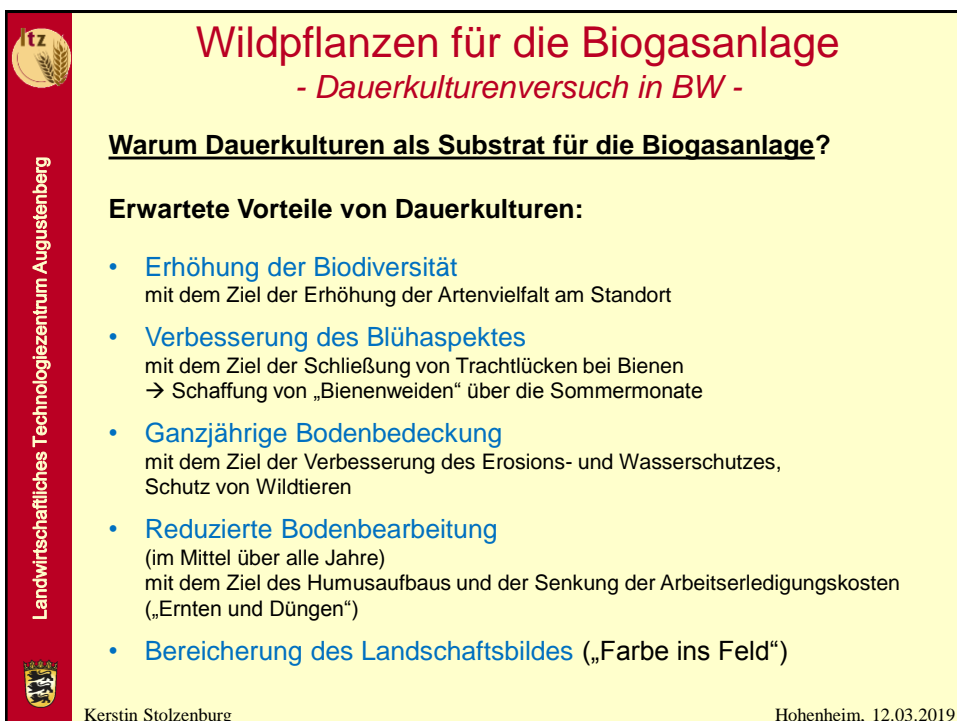 ltz
Landwirtschaftliches Technologiezentrum Augustenberg
Wildpflanzen für die Biogasanlage
- Dauerkulturenversuch in BW -
Warum Dauerkulturen als Substrat für die Biogasanlage?
Erwartete Vorteile von Dauerkulturen:
• Erhöhung der Biodiversität
mit dem Ziel der Erhöhung der Artenvielfalt am Standort
• Verbesserung des Blühaspektes
mit dem Ziel der Schließung von Trachtlücken bei Bienen
→ Schaffung von „Bienenweiden“ über die Sommermonate
• Ganzjährige Bodenbedeckung
mit dem Ziel der Verbesserung des Erosions- und Wasserschutzes,
Schutz von Wildtieren
• Reduzierte Bodenbearbeitung
(im Mittel über alle Jahre)
mit dem Ziel des Humusaufbaus und der Senkung der Arbeitserledigungskosten
(„Ernten und Düngen“)
• Bereicherung des Landschaftsbildes („Farbe ins Feld“)
Kerstin Stolzenburg
Hohenheim, 12.03.2019